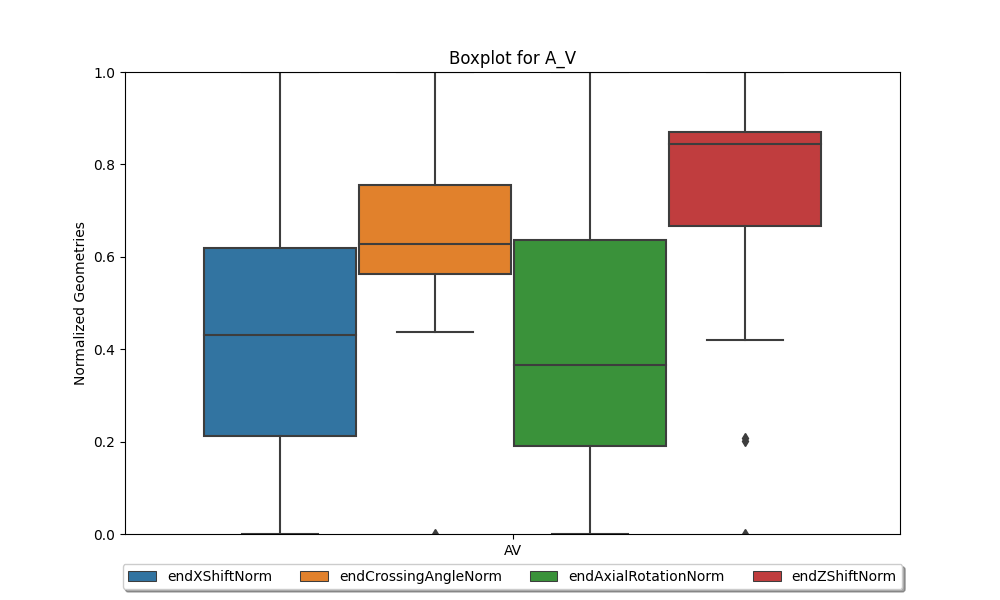 Boxplot for A_V
1.0
0.8
0.6
0.4
0.2
0.0
Normalized Geometries
AV
endXShiftNorm endCrossingAngleNorm endAxialRotationNorm endZShiftNorm